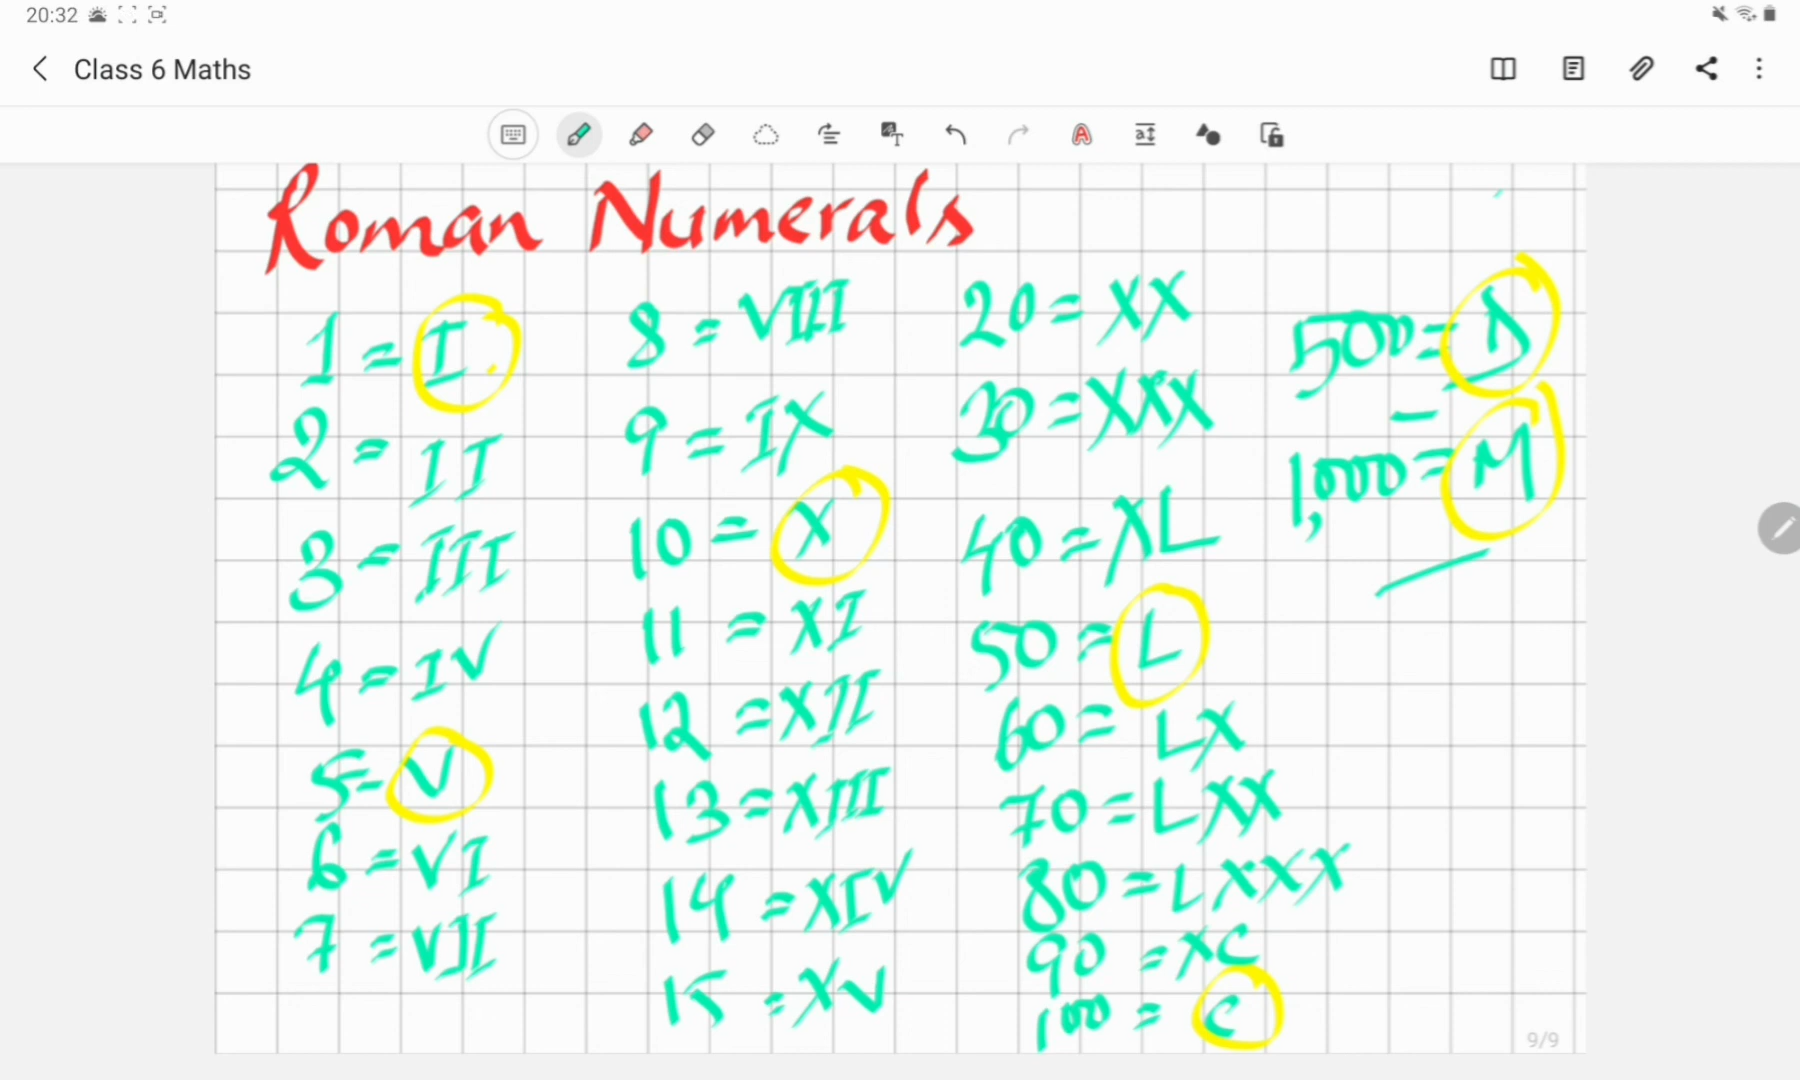 20:32
Class 6 Maths
Roman Numerals
1 = I
2 = II
3 = III
4 = IV
5 = V
6 = VI
7 = VII
8 = VIII
9 = IX
10 = X
11 = XI
12 = XII
13 = XIII
14 = XIV
15 = XV
20 = XX
30 = XXX
40 = XL
50 = L
60 = LX
70 = LXX
80 = LXXX
90 = XC
100 = C
500 = D
1,000 = M
9/9